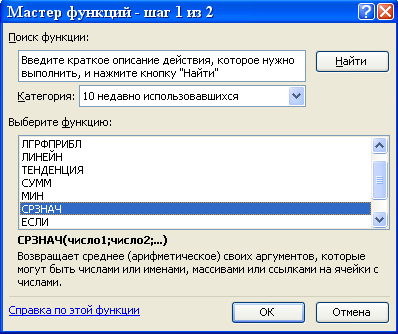 Мастер функций - шаг 1 из 2
Поиск функции:
Введите краткое описание действия, которое нужно
выполнить, и нажмите кнопку "Найти"
Найти
Категория:
10 недавно использовавшихся
Выберите функцию:
ЛГРФПРИБЛ
ЛИНЕЙН
ТЕНДЕНЦИЯ
СУММ
МИН
СРЗНАЧ
ЕСЛИ
СРЗНАЧ(число1;число2;...)
Возвращает среднее (арифметическое) своих аргументов, которые
могут быть числами или именами, массивами или ссылками на ячейки с
числами.
Справка по этой функции
ОК
Отмена